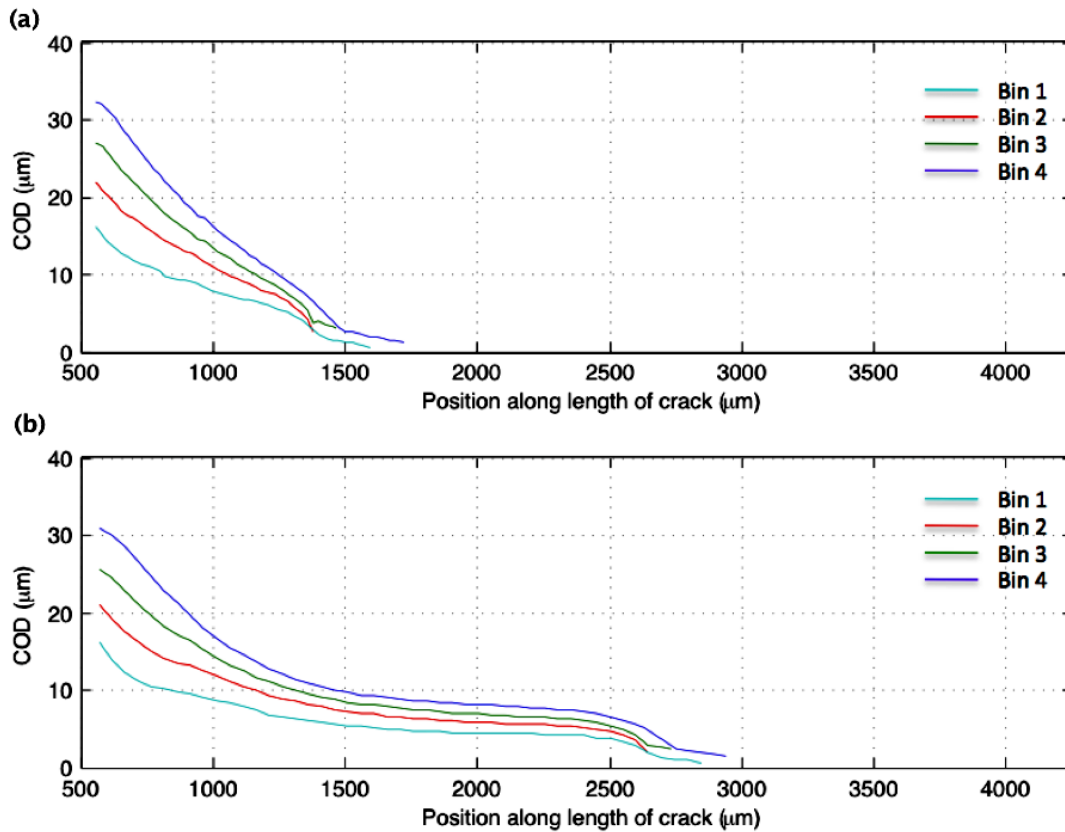 (a)
40
30
20
10
0
COD (μm)
Bin 1
Bin 2
Bin 3
Bin 4
500 1000 1500 2000 2500 3000 3500 4000
Position along length of crack (μm)
(b)
40
30
20
10
0
COD (μm)
Bin 1
Bin 2
Bin 3
Bin 4
500 1000 1500 2000 2500 3000 3500 4000
Position along length of crack (μm)